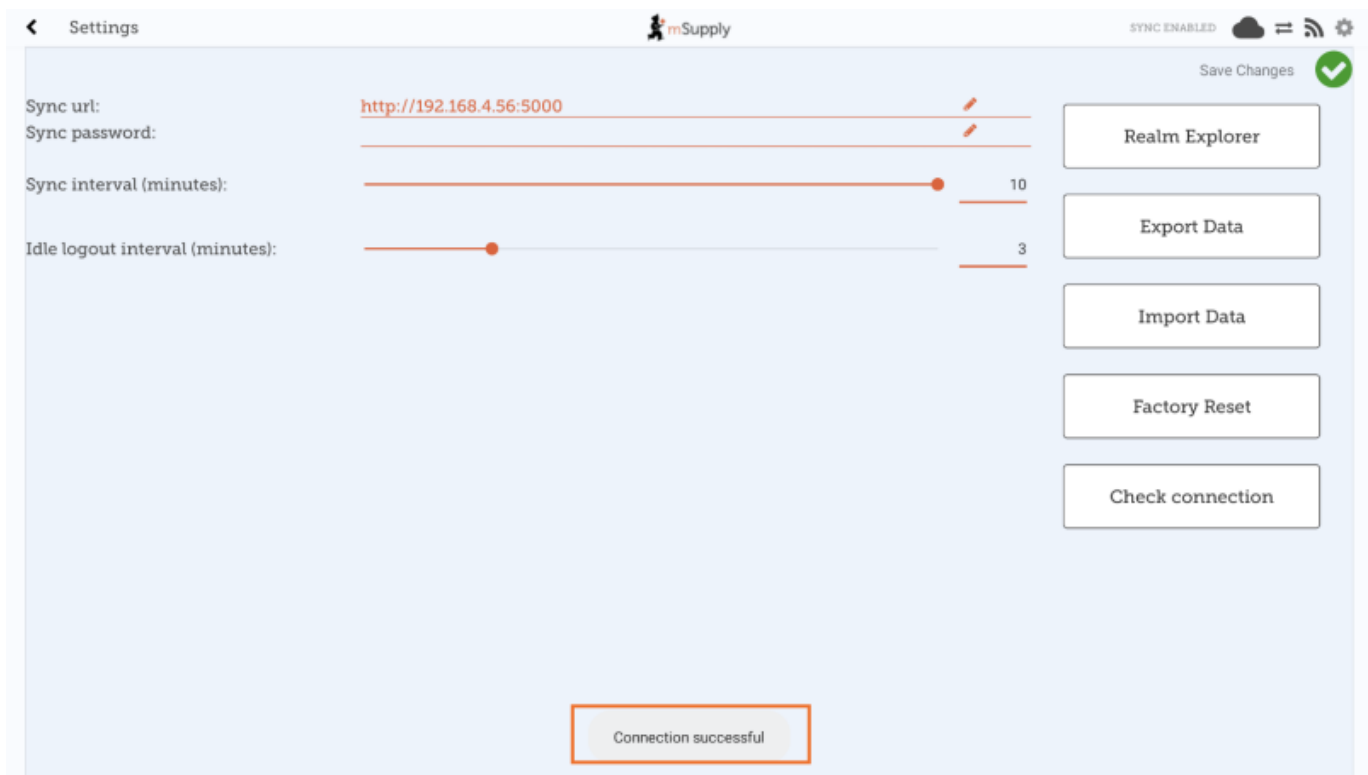 Settings
mSupply
SYNC ENABLED
Save Changes
Sync url:
http://192.168.4.56:5000
Sync password:
Sync interval (minutes):
10
Idle logout interval (minutes):
3
Realm Explorer
Export Data
Import Data
Factory Reset
Check connection
Connection successful